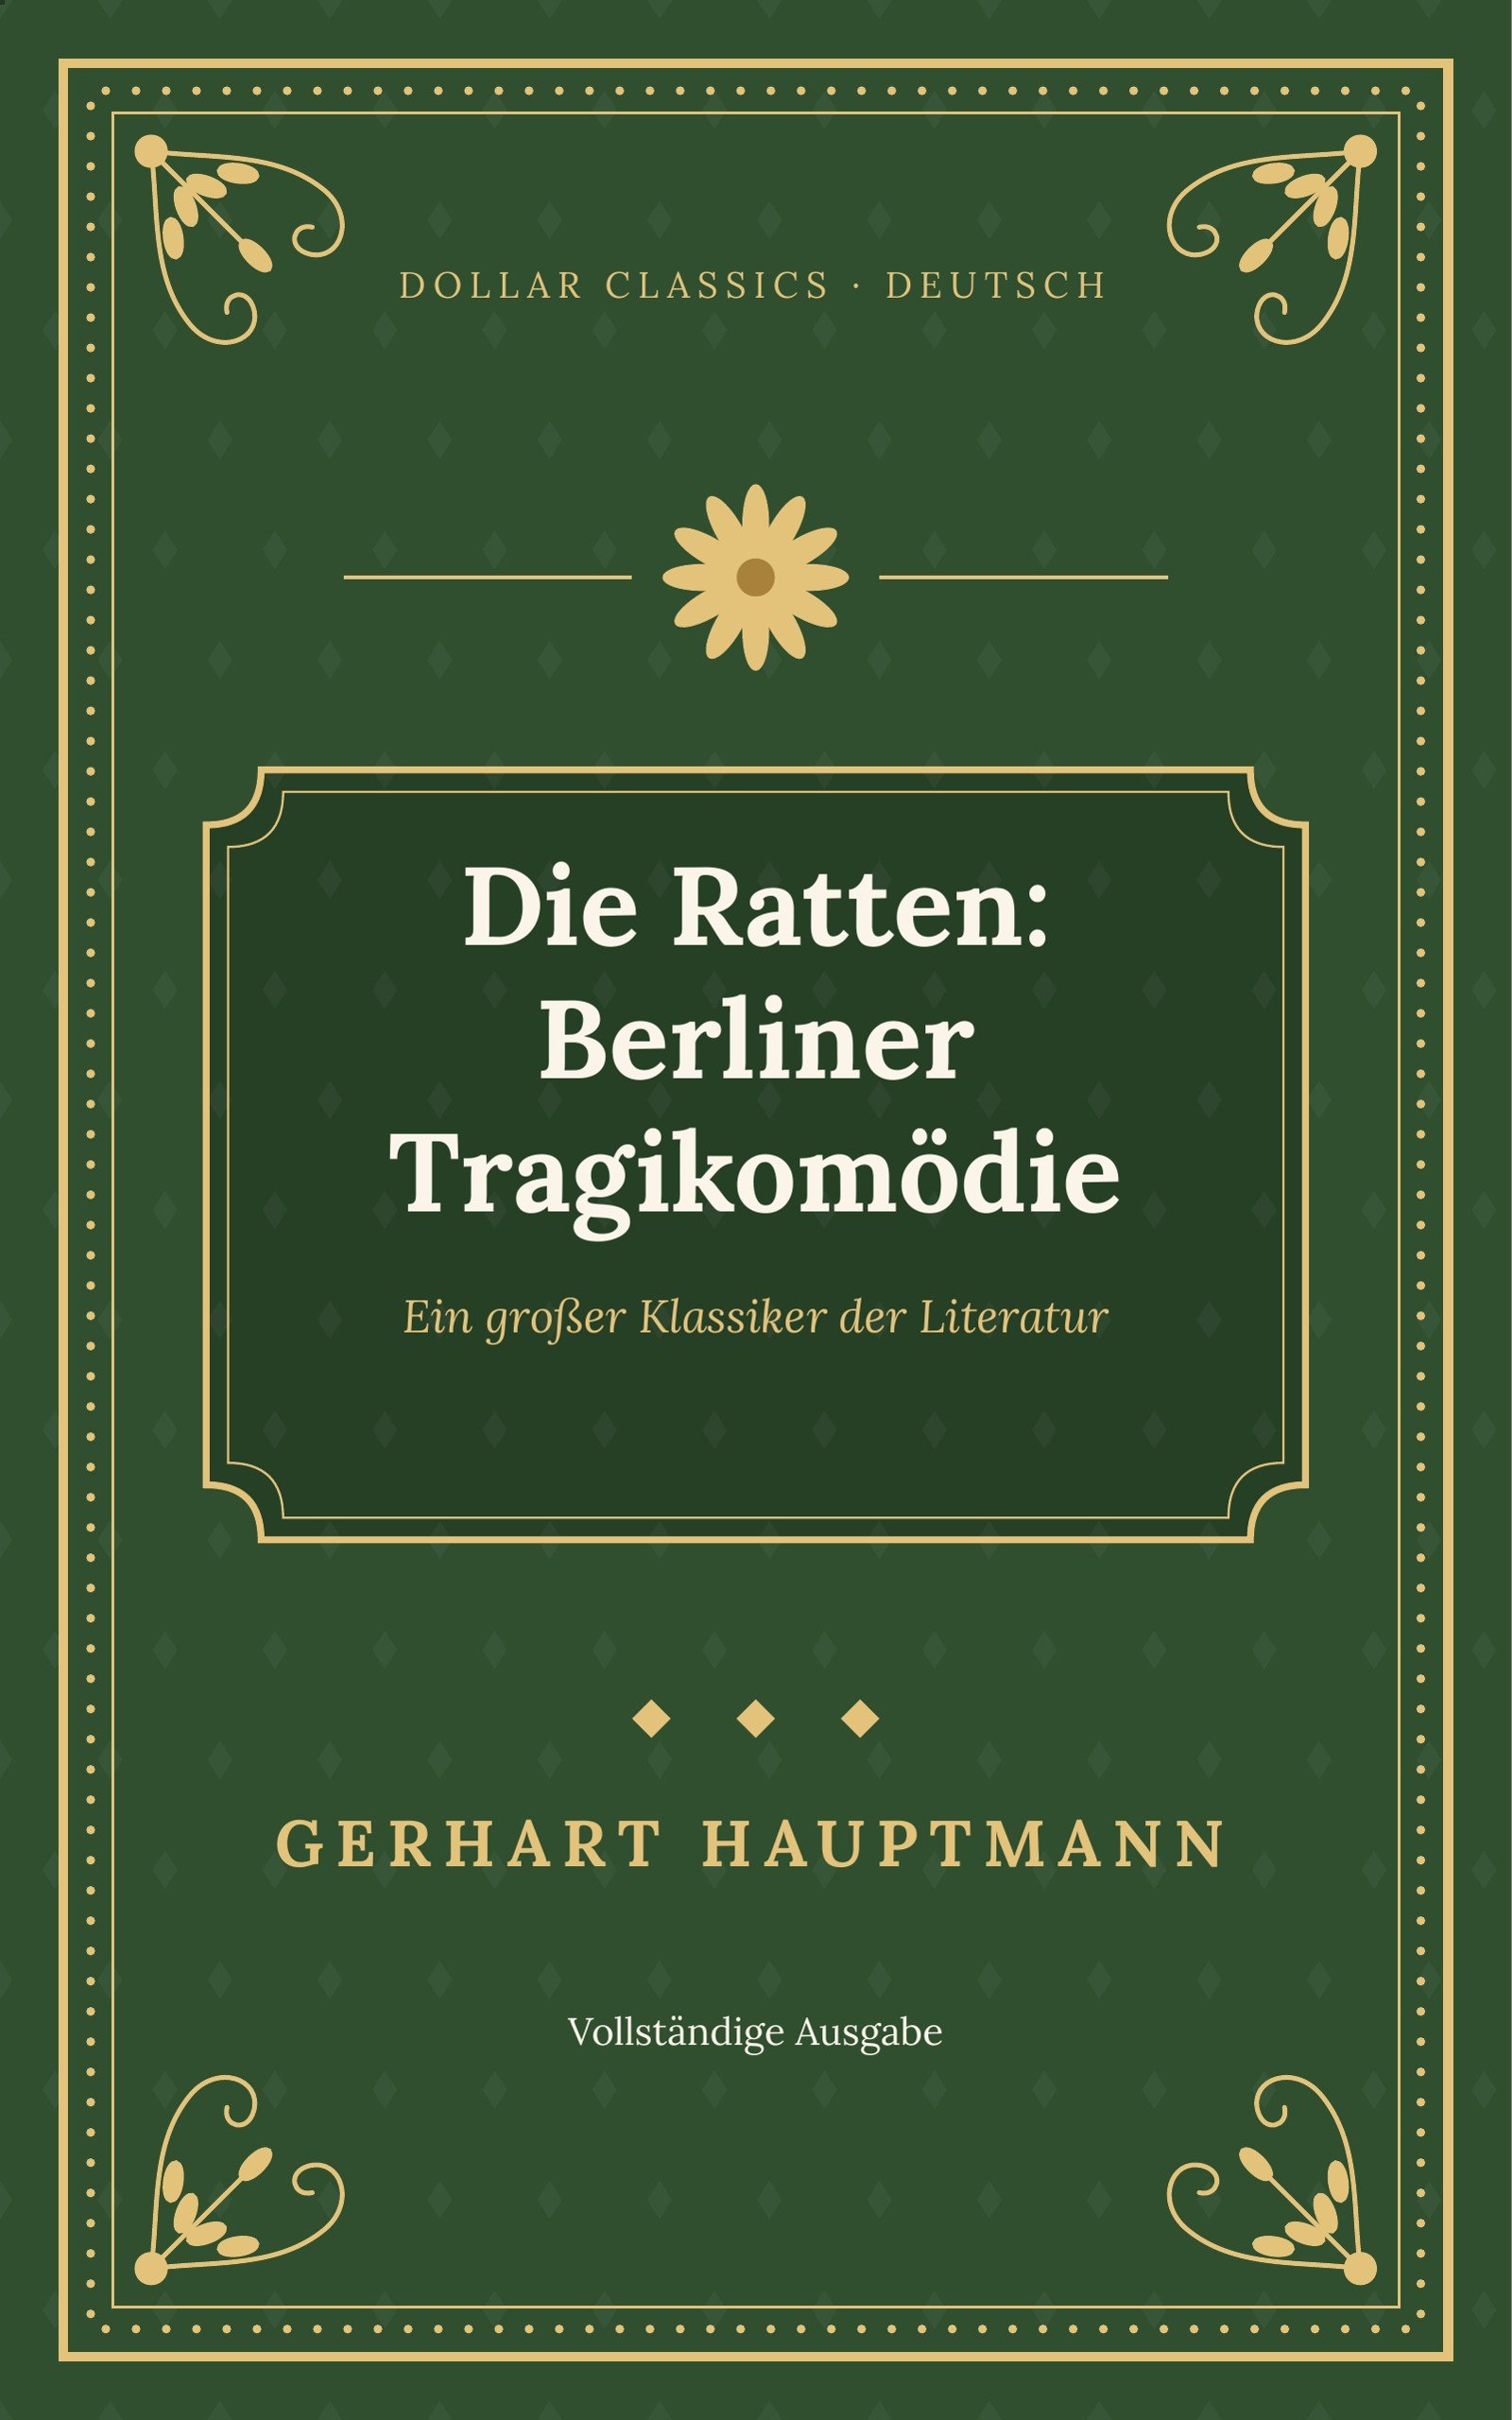 DOLLAR CLASSICS · DEUTSCH
Die Ratten:
Berliner
Tragikomödie
Ein großer Klassiker der Literatur
GERHART HAUPTMANN
Vollständige Ausgabe